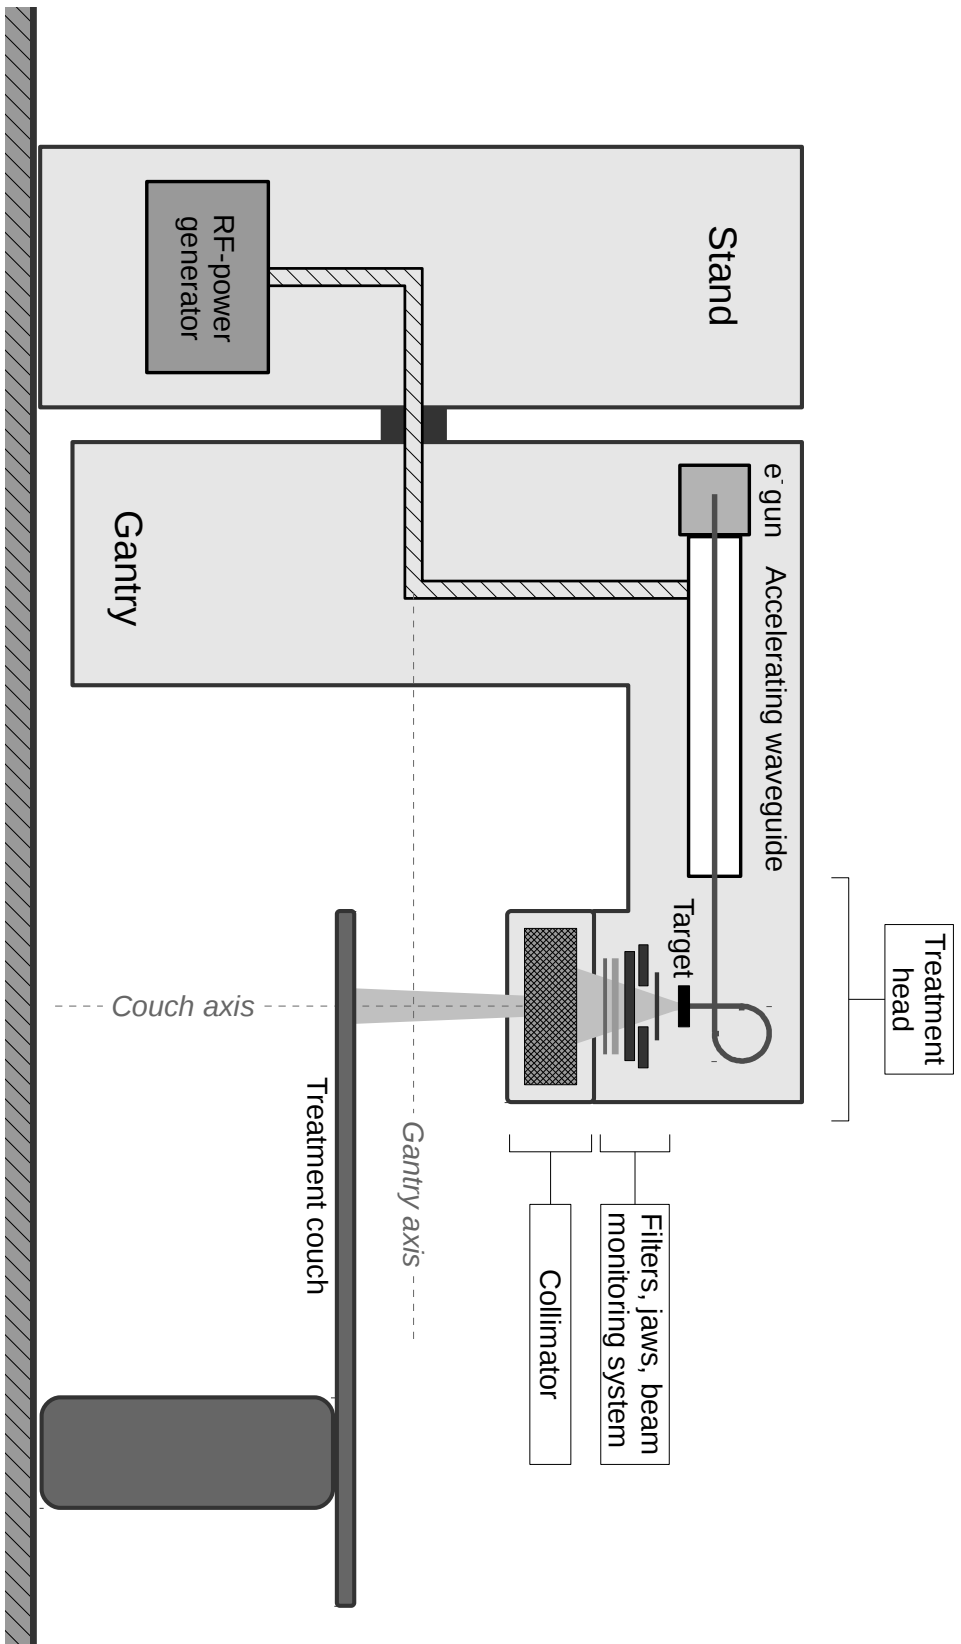 Treatment
head
Stand
e- gun
Accelerating waveguide
Target
RF-power
generator
Gantry
Filters, jaws, beam
monitoring system
Collimator
Gantry axis
Treatment couch
Couch axis